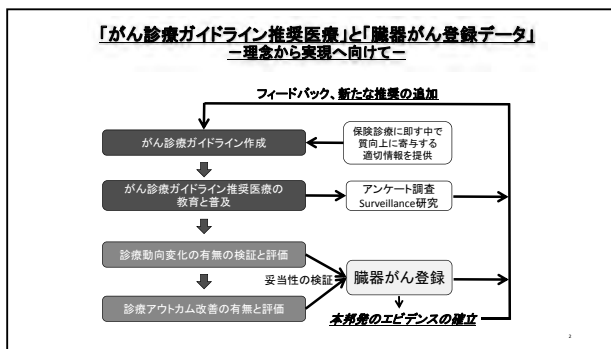 「がん診療ガイドライン推奨医療」と「臓器がん登録データ」
－理念から実現へ向けて－
フィードバック、新たな推奨の追加
がん診療ガイドライン作成
保険診療に即す中で
質向上に寄与する
適切情報を提供
がん診療ガイドライン推奨医療の
教育と普及
アンケート調査
Surveillance研究
診療動向変化の有無の検証と評価
妥当性の検証
臓器がん登録
診療アウトカム改善の有無と評価
本邦発のエビデンスの確立
2